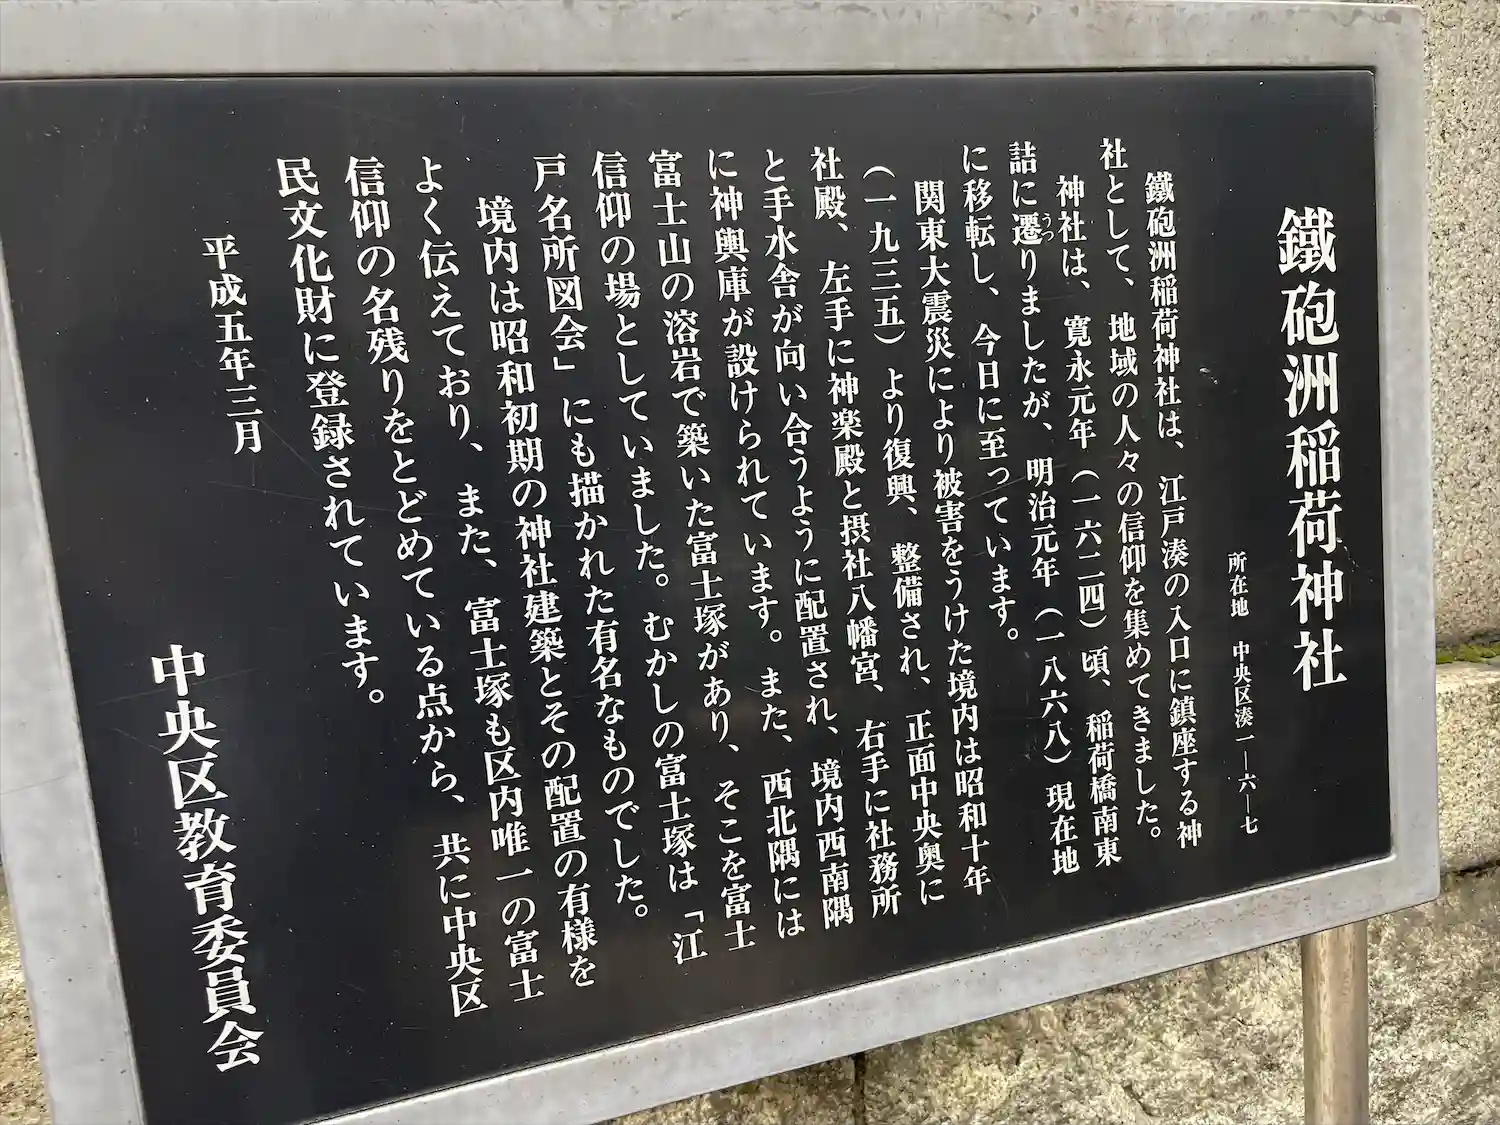 鐵砲洲稲荷神社
所在地　中央区湊一―六―七
鐵砲洲稲荷神社は、江戸湊の入口に鎮座する神
社として、地域の人々の信仰を集めてきました。
神社は、寛永元年（一六二四）頃、稲荷橋南東
詰に遷りましたが、明治元年（一八六八）現在地
うつ
に移転し、今日に至っています。
関東大震災により被害をうけた境内は昭和十年
（一九三五）より復興、整備され、正面中央奥に
社殿、左手に神楽殿と摂社八幡宮、右手に社務所
と手水舎が向い合うように配置され、境内西南隅
に神輿庫が設けられています。また、西北隅には
富士山の溶岩で築いた富士塚があり、そこを富士
信仰の場としていました。むかしの富士塚は「江
戸名所図会」にも描かれた有名なものでした。
境内は昭和初期の神社建築とその配置の有様を
よく伝えており、また、富士塚も区内唯一の富士
信仰の名残りをとどめている点から、共に中央区
民文化財に登録されています。
平成五年三月
中央区教育委員会